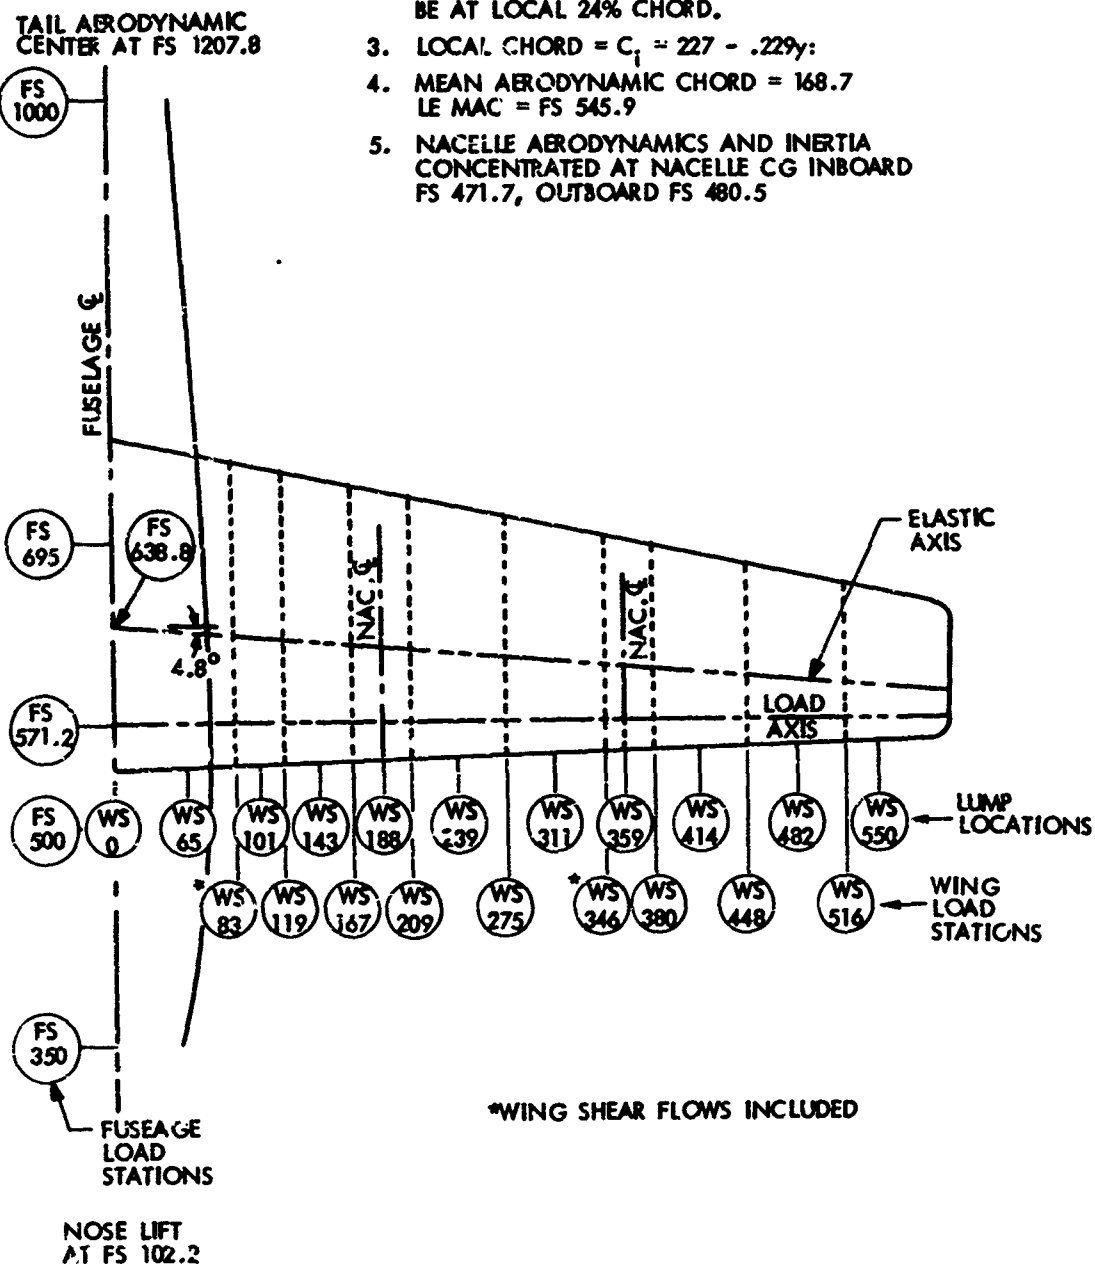 BE AT LOCAL 24% CHORD.
TAIL AERODYNAMIC
CENTER AT FS 1207.8
3. LOCAL CHORD = Ci = 227 - .229y:
4. MEAN AERODYNAMIC CHORD = 168.7
LE MAC = FS 545.9
5. NACELLE AERODYNAMICS AND INERTIA
CONCENTRATED AT NACELLE CG INBOARD
FS 471.7, OUTBOARD FS 480.5
FS
1000
FUSELAGE ℄
FS
695
FS
638.8
NAC. ℄
NAC. ℄
ELASTIC
AXIS
4.8°
FS
571.2
LOAD
AXIS
FS
500
WS
0
WS
65
WS
101
WS
143
WS
188
WS
39
WS
311
WS
359
WS
414
WS
482
WS
550
LUMP
LOCATIONS
*
WS
83
WS
119
WS
167
WS
209
WS
275
*
WS
346
WS
380
WS
448
WS
516
WING
LOAD
STATIONS
FS
350
*WING SHEAR FLOWS INCLUDED
FUSEAGE
LOAD
STATIONS
NOSE LIFT
AT FS 102.2